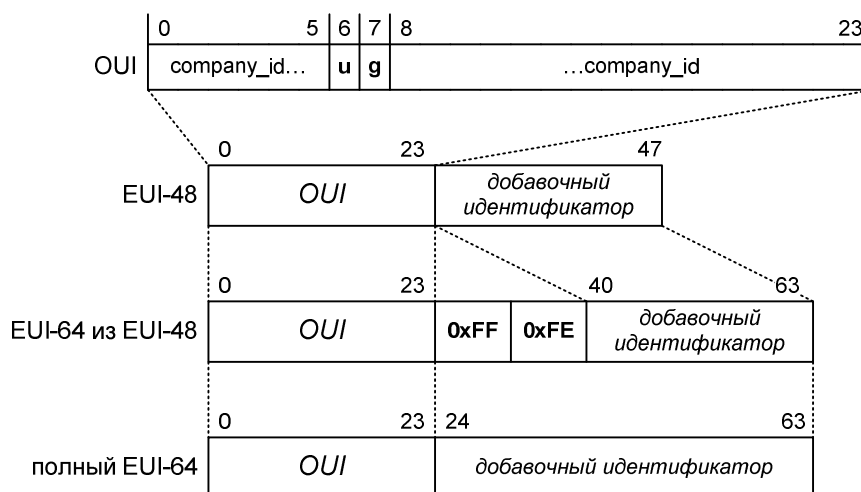 0 5 6 7 8 23
OUI company_id... u g ...company_id
0 23 47
EUI-48 OUI добавочный
идентификатор
0 23 40 63
EUI-64 из EUI-48 OUI 0xFF 0xFE добавочный
идентификатор
0 23 24 63
полный EUI-64 OUI добавочный идентификатор